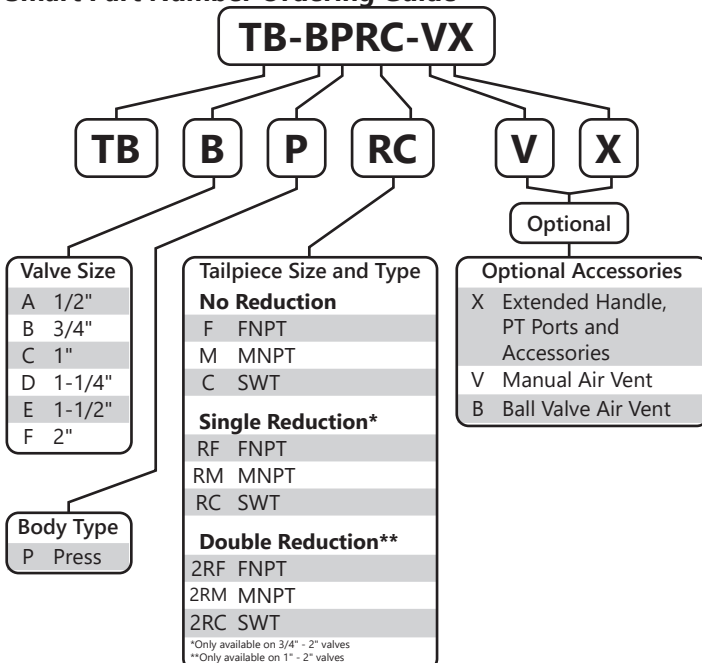 Smart Part Number Ordering Guide
TB-BPRC-VX
TB B P RC V X
Optional
Valve Size
A 1/2"
B 3/4"
C 1"
D 1-1/4"
E 1-1/2"
F 2"
Body Type
P Press
Tailpiece Size and Type
No Reduction
F FNPT
M MNPT
C SWT
Single Reduction*
RF FNPT
RM MNPT
RC SWT
Double Reduction**
2RF FNPT
2RM MNPT
2RC SWT
*Only available on 3/4" - 2" valves
**Only available on 1" - 2" valves
Optional Accessories
X Extended Handle,
PT Ports and
Accessories
V Manual Air Vent
B Ball Valve Air Vent